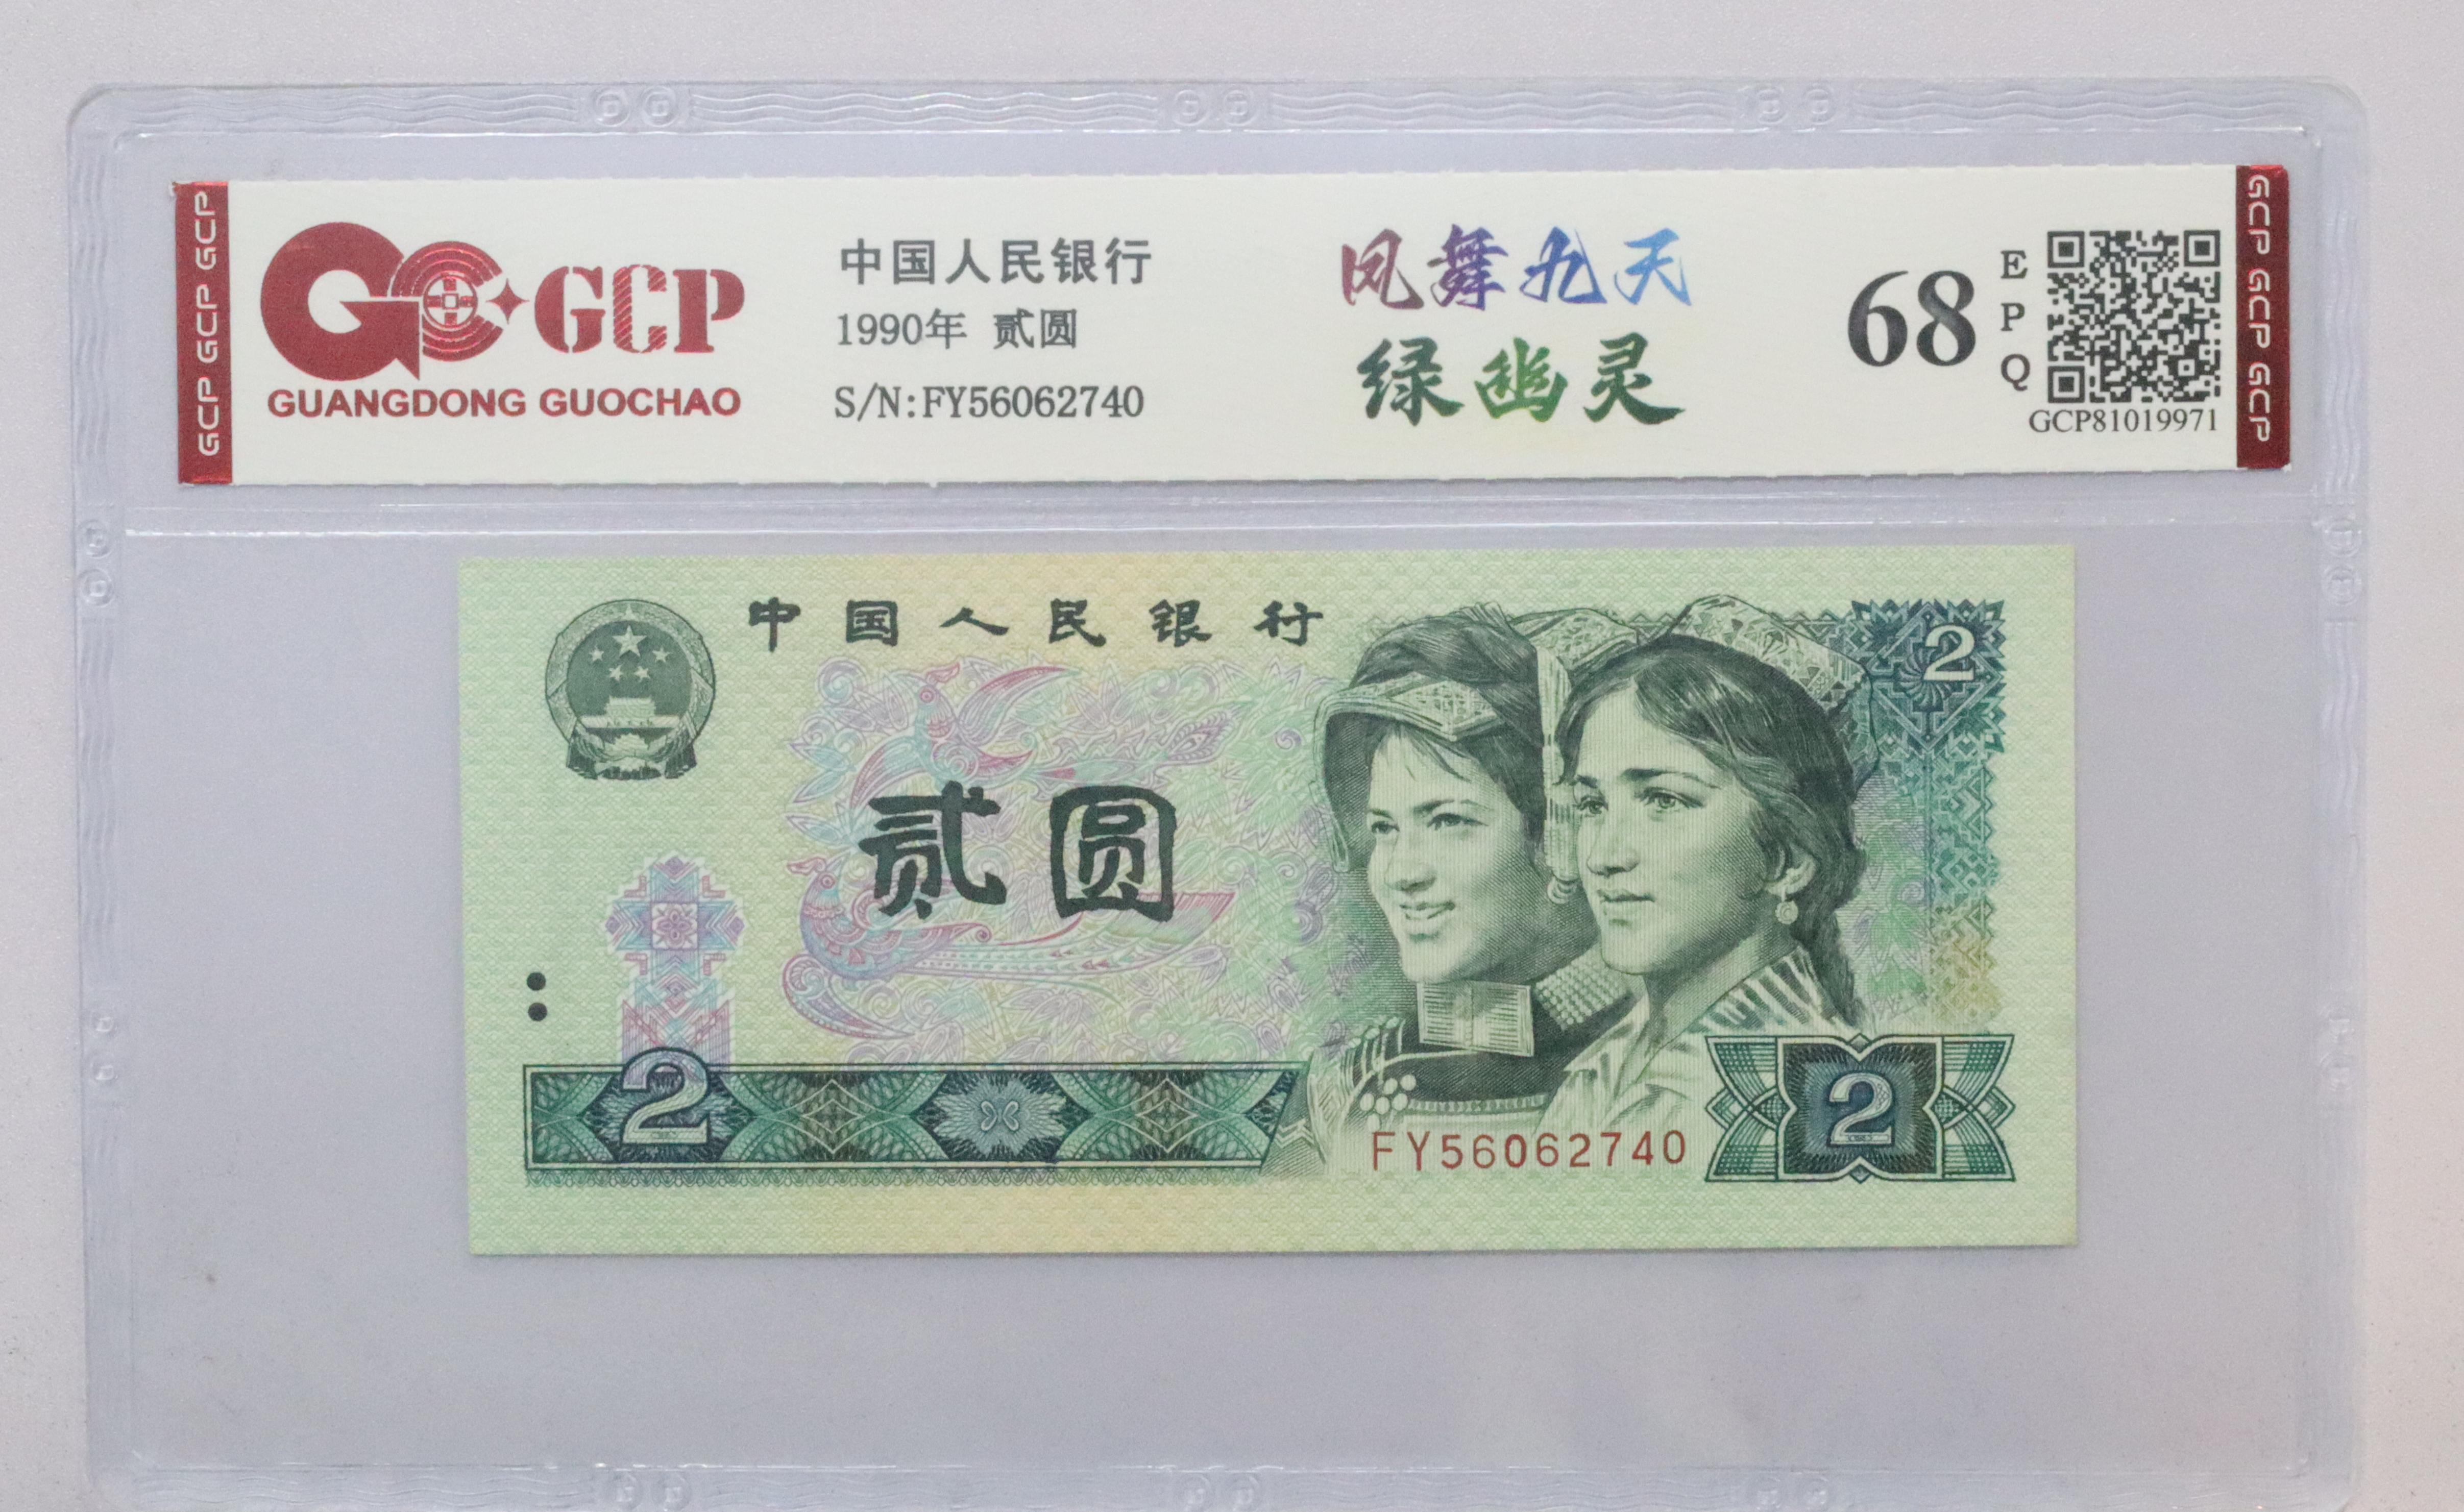 GCP GCP GCP
GCP
GUANGDONG GUOCHAO
中国人民银行
1990年 贰圆
S/N:FY56062740
凤舞九天
绿幽灵
68
EPQ
GCP81019971
GCP GCP GCP
中国人民银行
2
贰圆
2
FY56062740
2